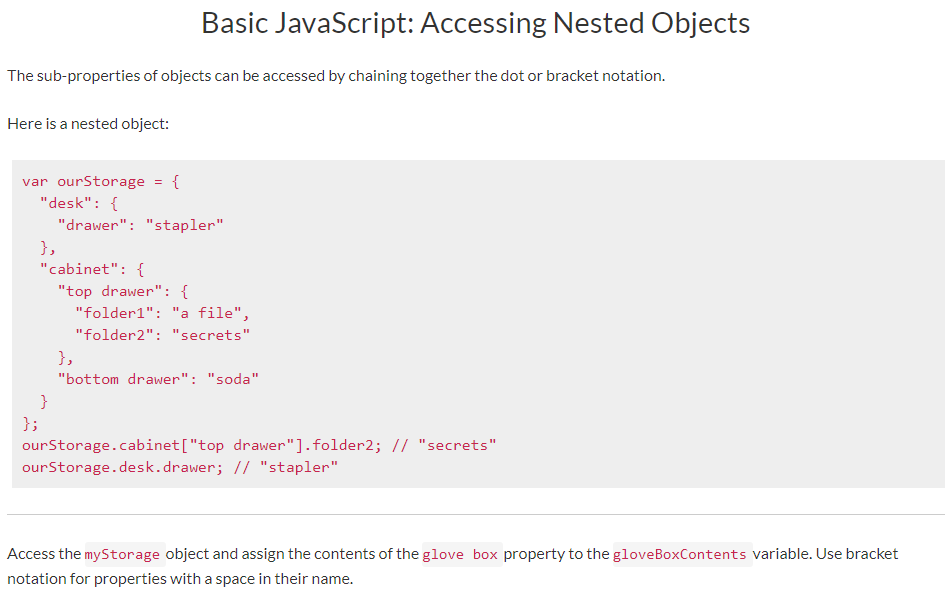 Basic JavaScript: Accessing Nested Objects
The sub-properties of objects can be accessed by chaining together the dot or bracket notation.
Here is a nested object:
var ourStorage = {
  "desk": {
    "drawer": "stapler"
  },
  "cabinet": {
    "top drawer": {
      "folder1": "a file",
      "folder2": "secrets"
    },
    "bottom drawer": "soda"
  }
};
ourStorage.cabinet["top drawer"].folder2; // "secrets"
ourStorage.desk.drawer; // "stapler"
Access the myStorage object and assign the contents of the glove box property to the gloveBoxContents variable. Use bracket
notation for properties with a space in their name.